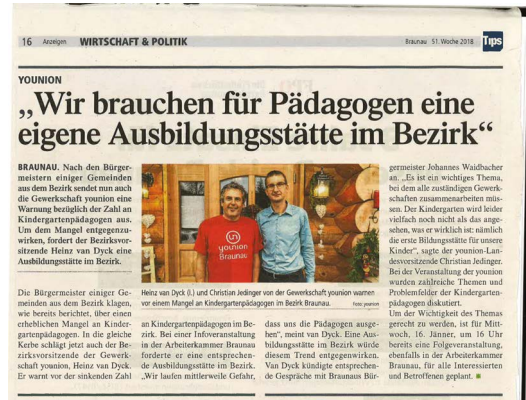 16 Anzeigen WIRTSCHAFT & POLITIK Braunau 51. Woche 2018 Tips
YOUNION
„Wir brauchen für Pädagogen eine
eigene Ausbildungsstätte im Bezirk“
BRAUNAU. Nach den Bürger-
meistern einiger Gemeinden
aus dem Bezirk sendet nun auch
die Gewerkschaft younion eine
Warnung bezüglich der Zahl an
Kindergartenpädagogen aus.
Um dem Mangel entgegenzu-
wirken, fordert der Bezirksvor-
sitzende Heinz van Dyck eine
Ausbildungsstätte im Bezirk.
Die Bürgermeister einiger Ge-
meinden aus dem Bezirk klagen,
wie bereits berichtet, über einen
erheblichen Mangel an Kinder-
gartenpädagogen. In die gleiche
Kerbe schlägt jetzt auch der Be-
zirksvorsitzende der Gewerk-
schaft younion, Heinz van Dyck.
Er warnt vor der sinkenden Zahl
younion
Braunau
Heinz van Dyck (l.) und Christian Jedinger von der Gewerkschaft younion warnen
vor einem Mangel an Kindergartenpädagogen im Bezirk Braunau. Foto: younion
an Kindergartenpädagogen im Be-
zirk. Bei einer Infoveranstaltung
in der Arbeiterkammer Braunau
forderte er eine entsprechen-
de Ausbildungsstätte im Bezirk.
„Wir laufen mittlerweile Gefahr,
dass uns die Pädagogen ausge-
hen“, meint van Dyck. Eine Aus-
bildungsstätte im Bezirk würde
diesem Trend entgegenwirken.
Van Dyck kündigte entsprechen-
de Gespräche mit Braunaus Bür-
germeister Johannes Waidbacher
an. „Es ist ein wichtiges Thema,
bei dem alle zuständigen Gewerk-
schaften zusammenarbeiten müs-
sen. Der Kindergarten wird leider
vielfach noch nicht als das ange-
sehen, was er wirklich ist: nämlich
die erste Bildungsstätte für unsere
Kinder“, sagte der younion-Lan-
desvorsitzende Christian Jedinger.
Bei der Veranstaltung der younion
wurden zahlreiche Themen und
Problemfelder der Kindergarten-
pädagogik diskutiert.
Um der Wichtigkeit des Themas
gerecht zu werden, ist für Mitt-
woch, 16. Jänner, um 16 Uhr
bereits eine Folgeveranstaltung,
ebenfalls in der Arbeiterkammer
Braunau, für alle Interessierten
und Betroffenen geplant.